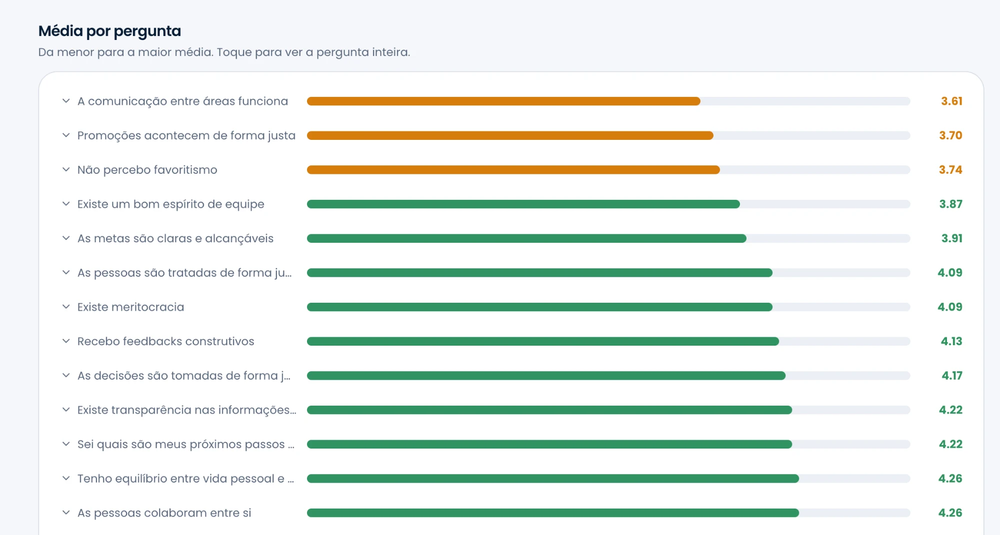 Média por pergunta
Da menor para a maior média. Toque para ver a pergunta inteira.
A comunicação entre áreas funciona 3.61
Promoções acontecem de forma justa 3.70
Não percebo favoritismo 3.74
Existe um bom espírito de equipe 3.87
As metas são claras e alcançáveis 3.91
As pessoas são tratadas de forma ju... 4.09
Existe meritocracia 4.09
Recebo feedbacks construtivos 4.13
As decisões são tomadas de forma j... 4.17
Existe transparência nas informações... 4.22
Sei quais são meus próximos passos ... 4.22
Tenho equilíbrio entre vida pessoal e ... 4.26
As pessoas colaboram entre si 4.26